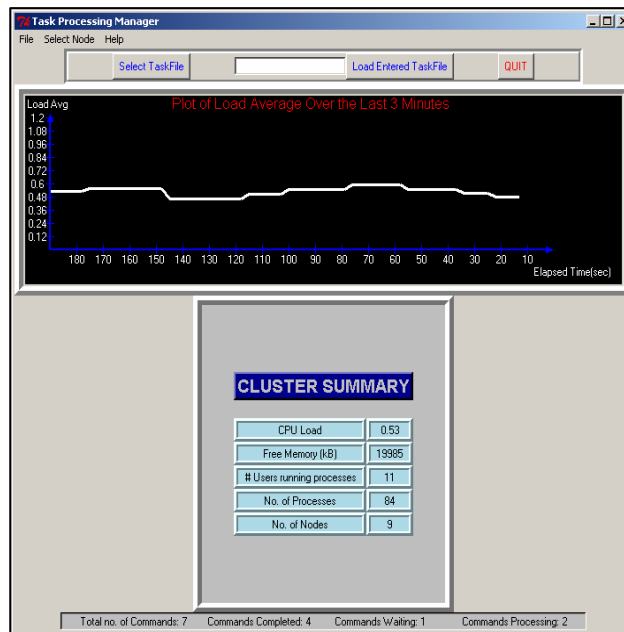 Task Processing Manager
File Select Node Help
Select TaskFile Load Entered TaskFile QUIT
Load Avg Plot of Load Average Over the Last 3 Minutes
1.2
1.08
0.96
0.84
0.72
0.6
0.48
0.36
0.24
0.12
180 170 160 150 140 130 120 110 100 90 80 70 60 50 40 30 20 10
Elapsed Time(sec)
CLUSTER SUMMARY
CPU Load 0.53
Free Memory (kB) 19985
# Users running processes 11
No. of Processes 84
No. of Nodes 9
Total no. of Commands: 7 Commands Completed: 4 Commands Waiting: 1 Commands Processing: 2